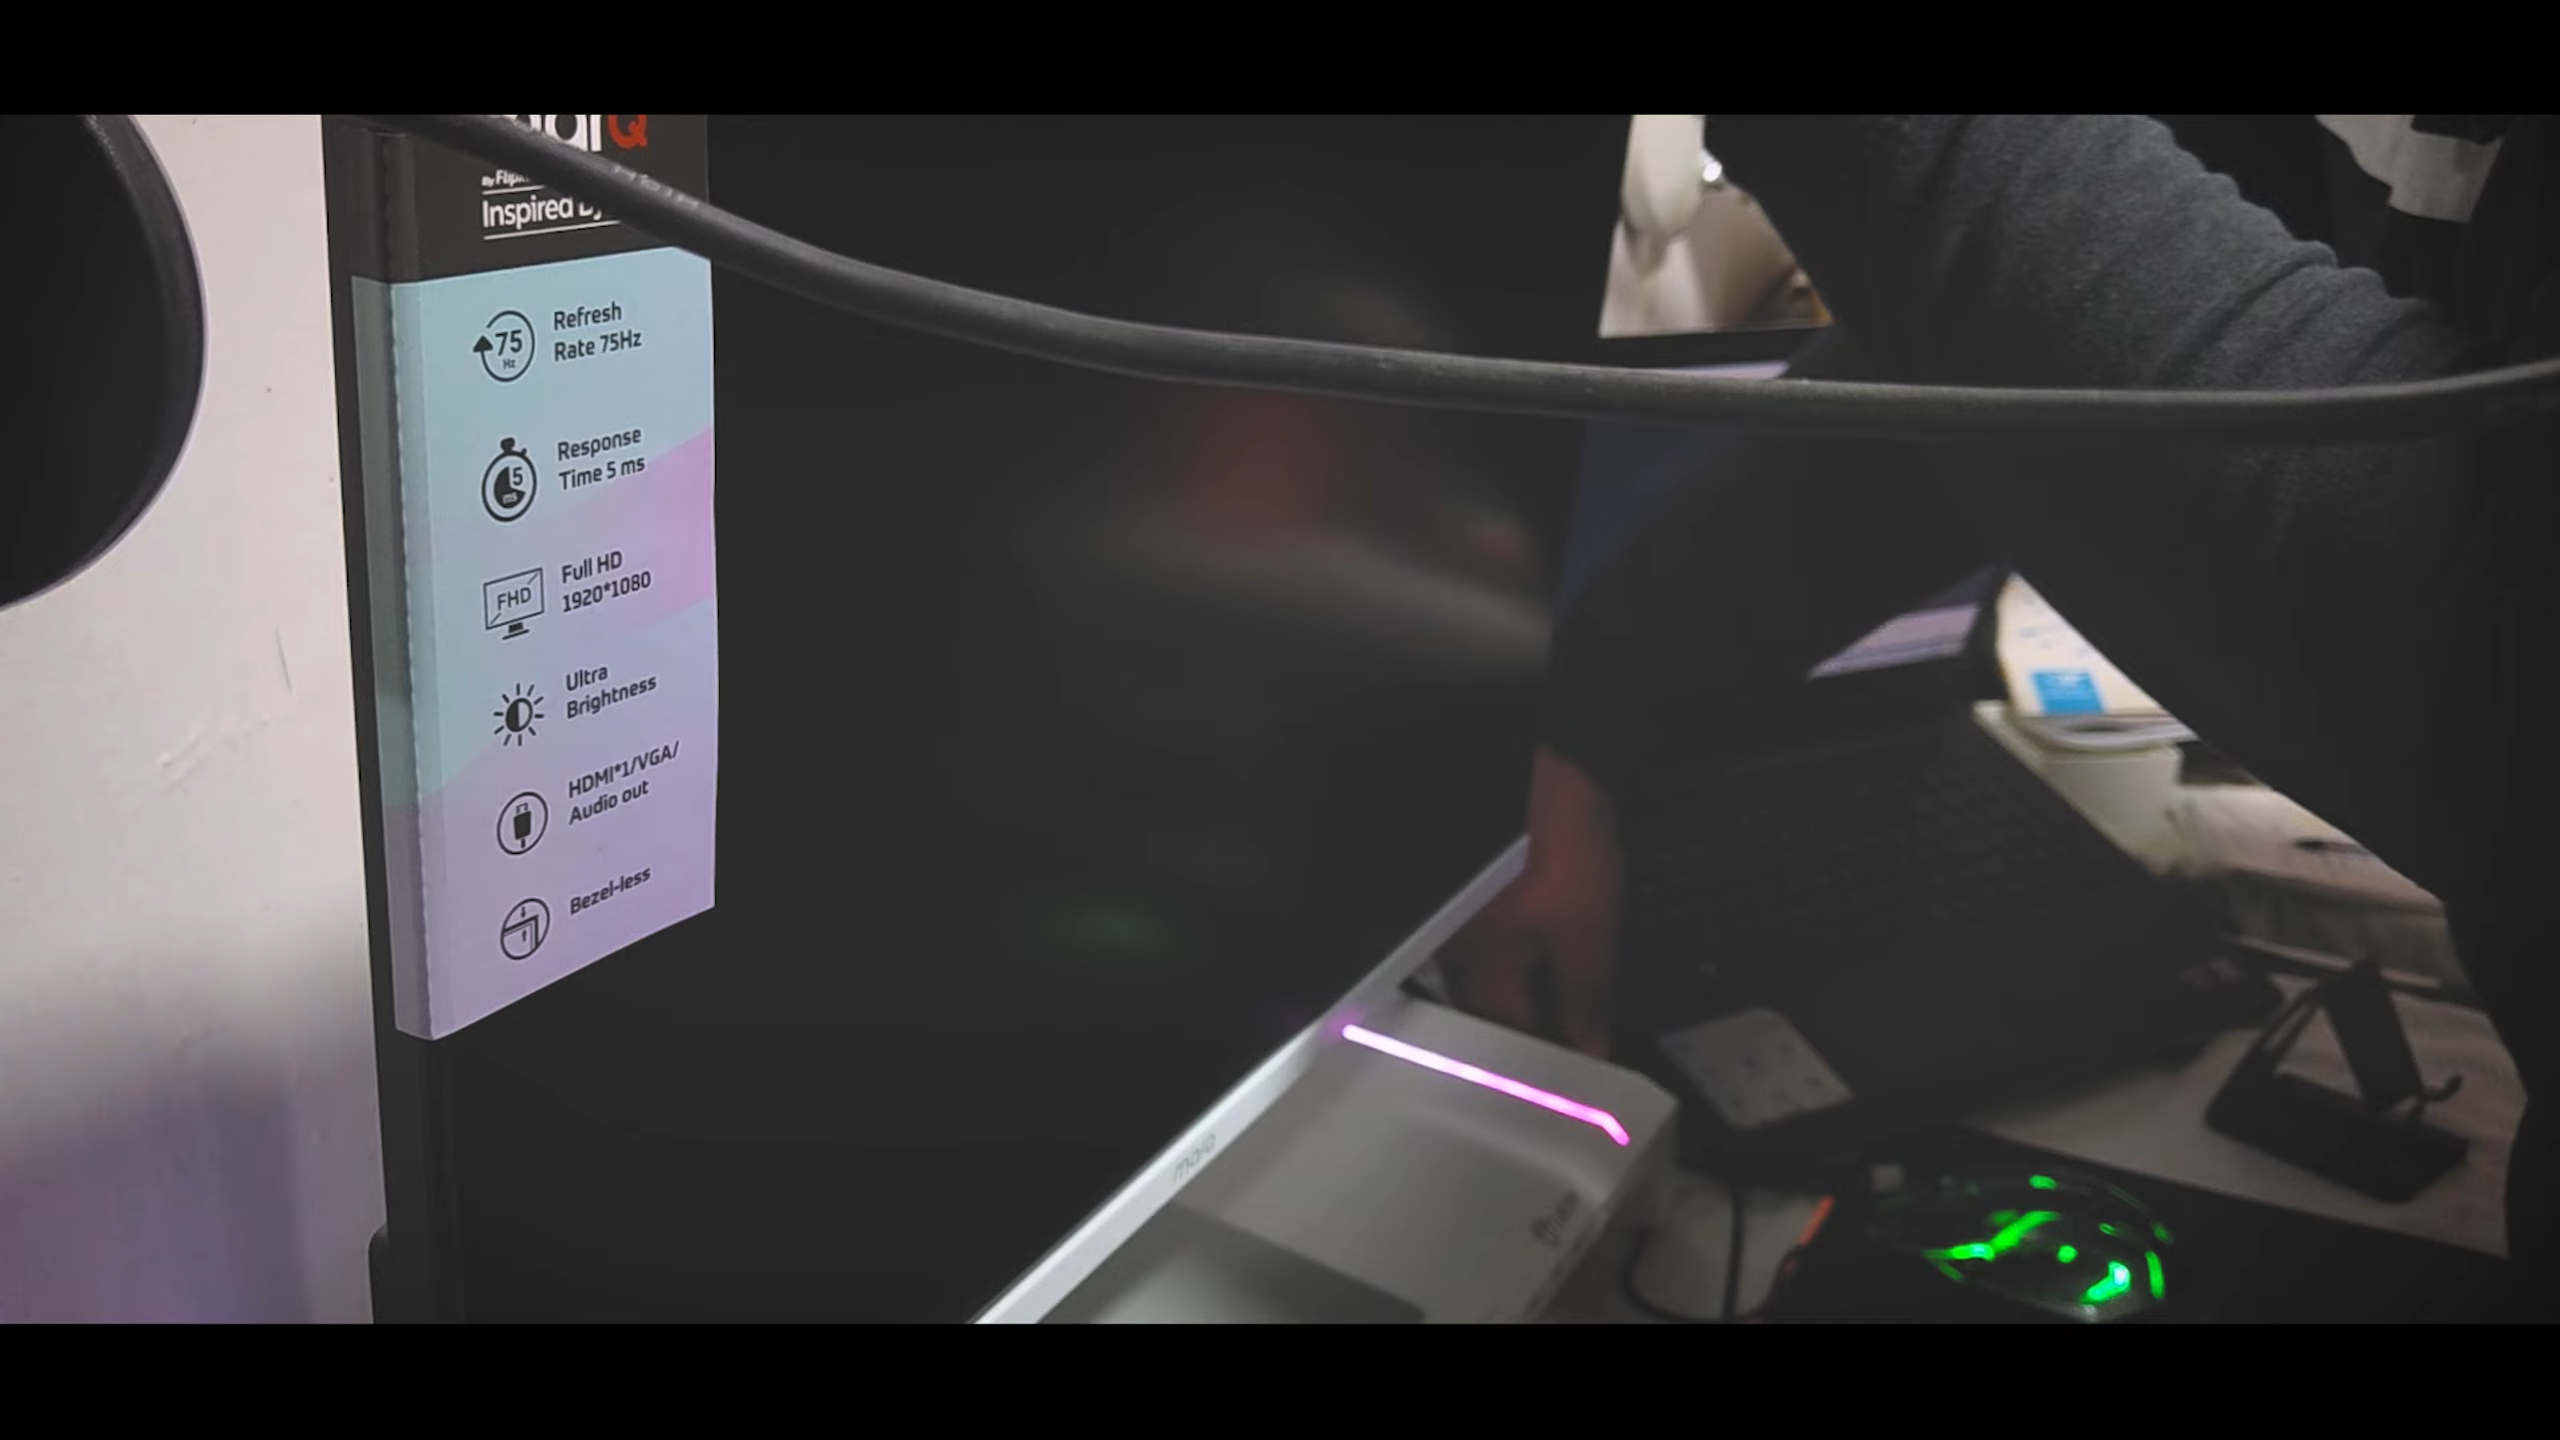 Q
Inspired
75
Hz
Refresh
Rate 75Hz
5
ms
Response
Time 5 ms
FHD
Full HD
1920*1080
Ultra
Brightness
HDMI*1/VGA/
Audio out
Bezel-less